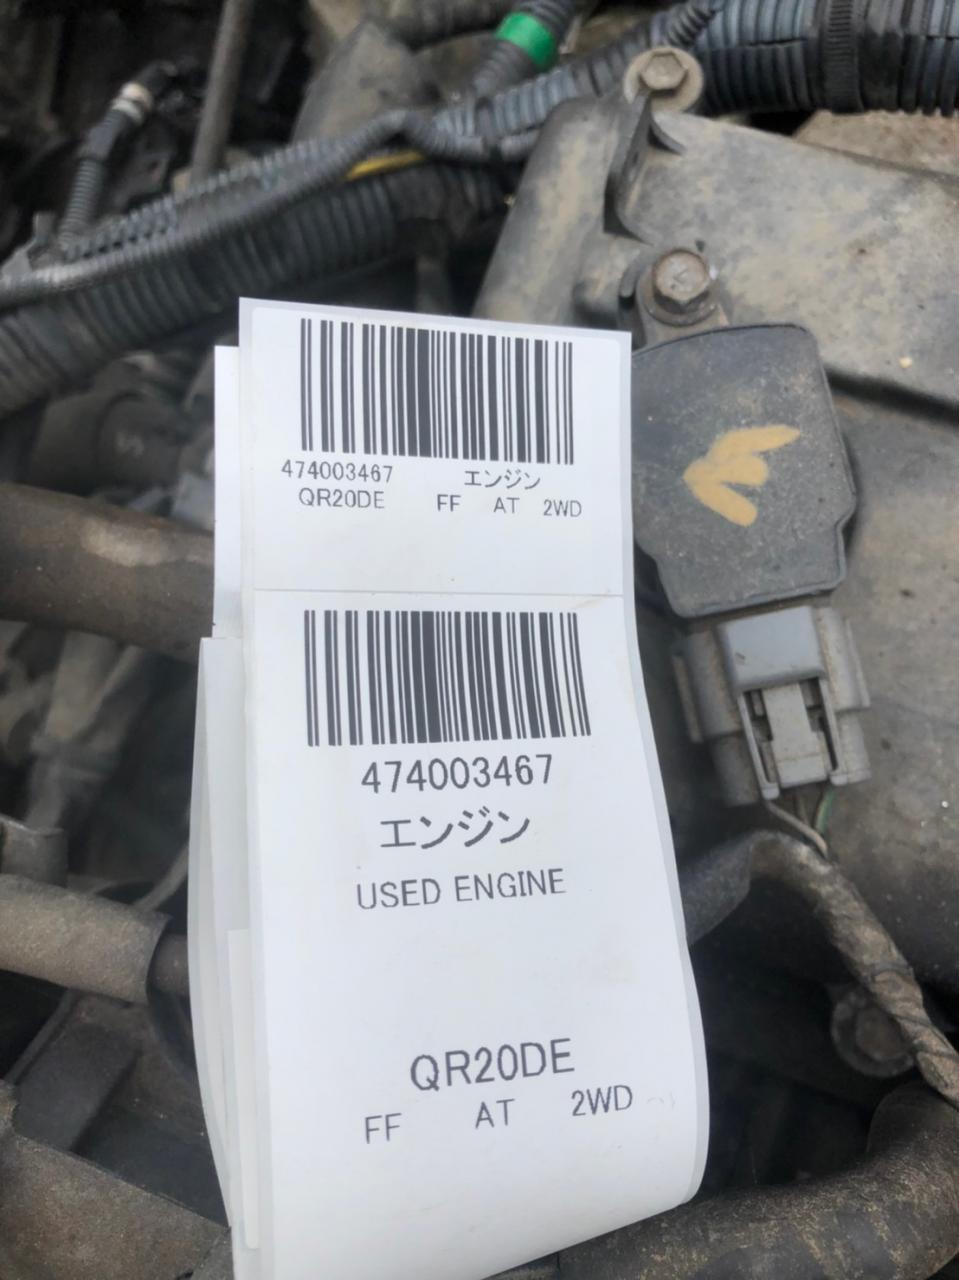 474003467 エンジン
QR20DE FF AT 2WD
474003467
エンジン
USED ENGINE
QR20DE
FF AT 2WD